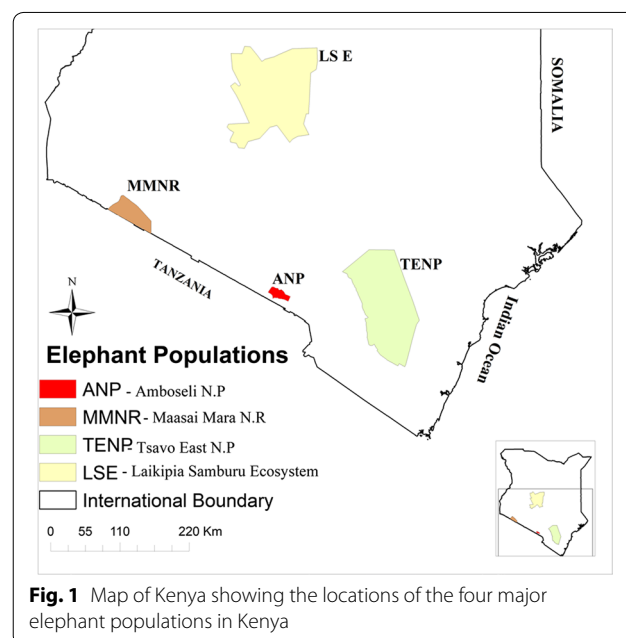 LS E
SOMALIA
MMNR
TANZANIA
ANP
TENP
Indian Ocean
N
Elephant Populations
ANP - Amboseli N.P
MMNR - Maasai Mara N.R
TENP - Tsavo East N.P
LSE - Laikipia Samburu Ecosystem
International Boundary
0 55 110 220 Km
Fig. 1 Map of Kenya showing the locations of the four major
elephant populations in Kenya